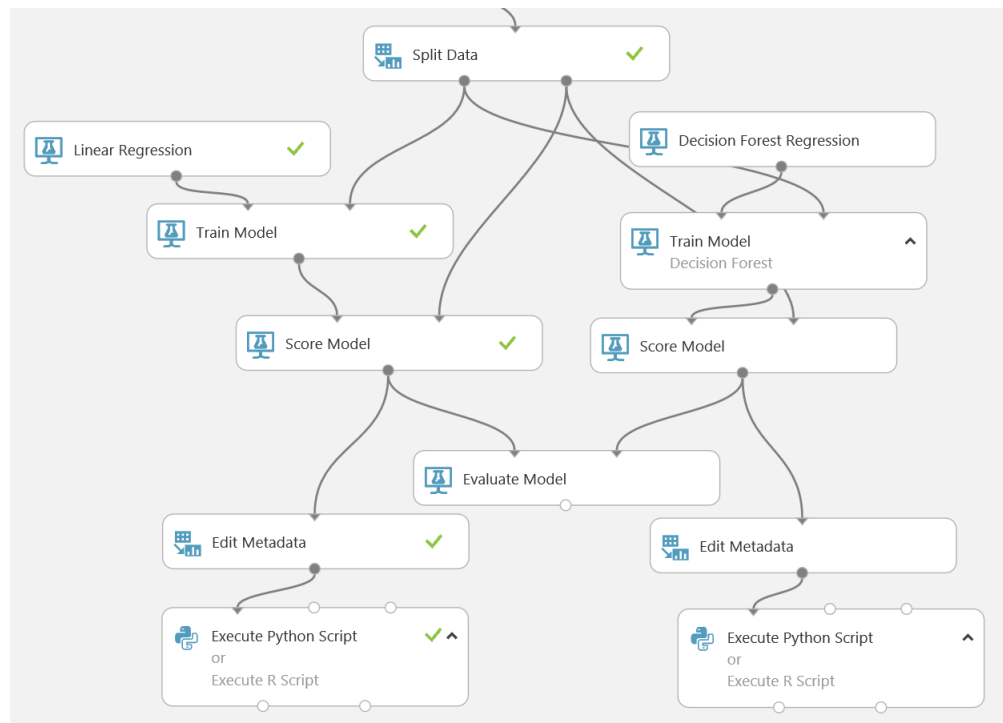 Split Data
Linear Regression
Decision Forest Regression
Train Model
Train Model
Decision Forest
Score Model
Score Model
Evaluate Model
Edit Metadata
Edit Metadata
Execute Python Script
or
Execute R Script
Execute Python Script
or
Execute R Script